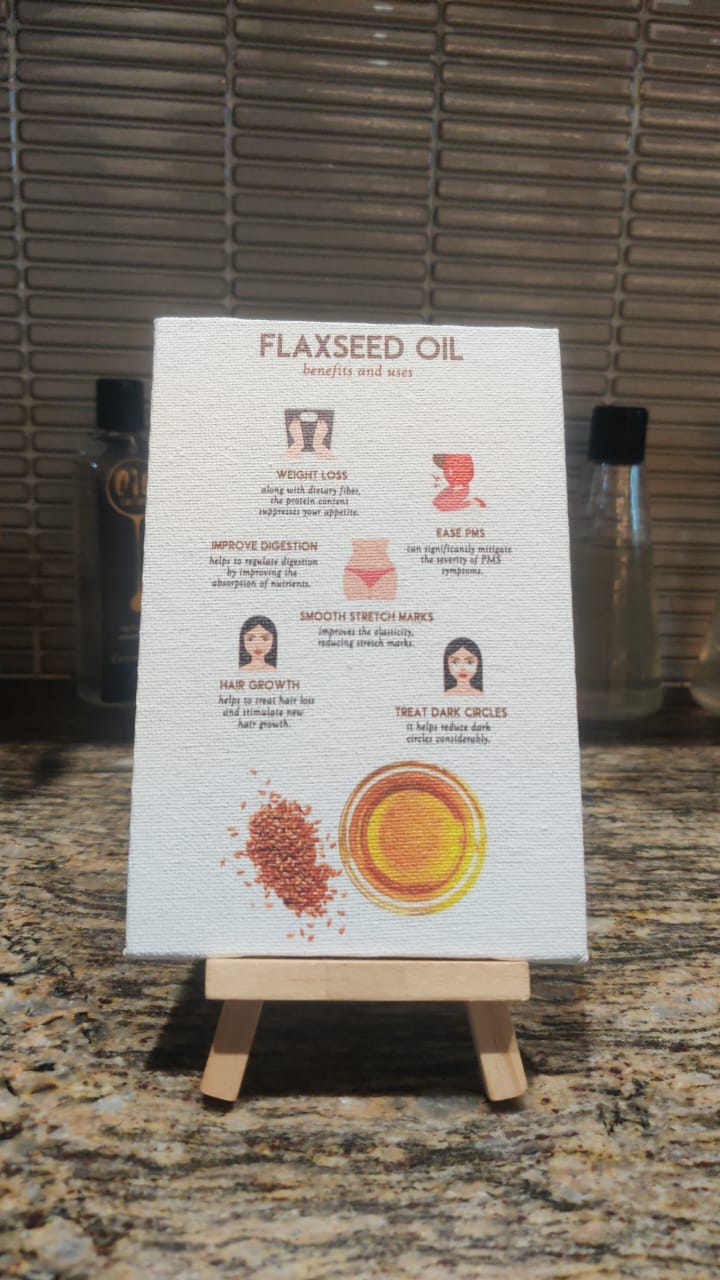 FLAXSEED OIL
benefits and uses
WEIGHT LOSS
along with dietary fiber,
the protein content
suppresses your appetite.
EASE PMS
can significantly mitigate
the severity of PMS
symptoms.
IMPROVE DIGESTION
helps to regulate digestion
by improving the
absorption of nutrients.
SMOOTH STRETCH MARKS
improves the elasticity,
reducing stretch marks.
HAIR GROWTH
helps to treat hair loss
and stimulate new
hair growth.
TREAT DARK CIRCLES
it helps reduce dark
circles considerably.